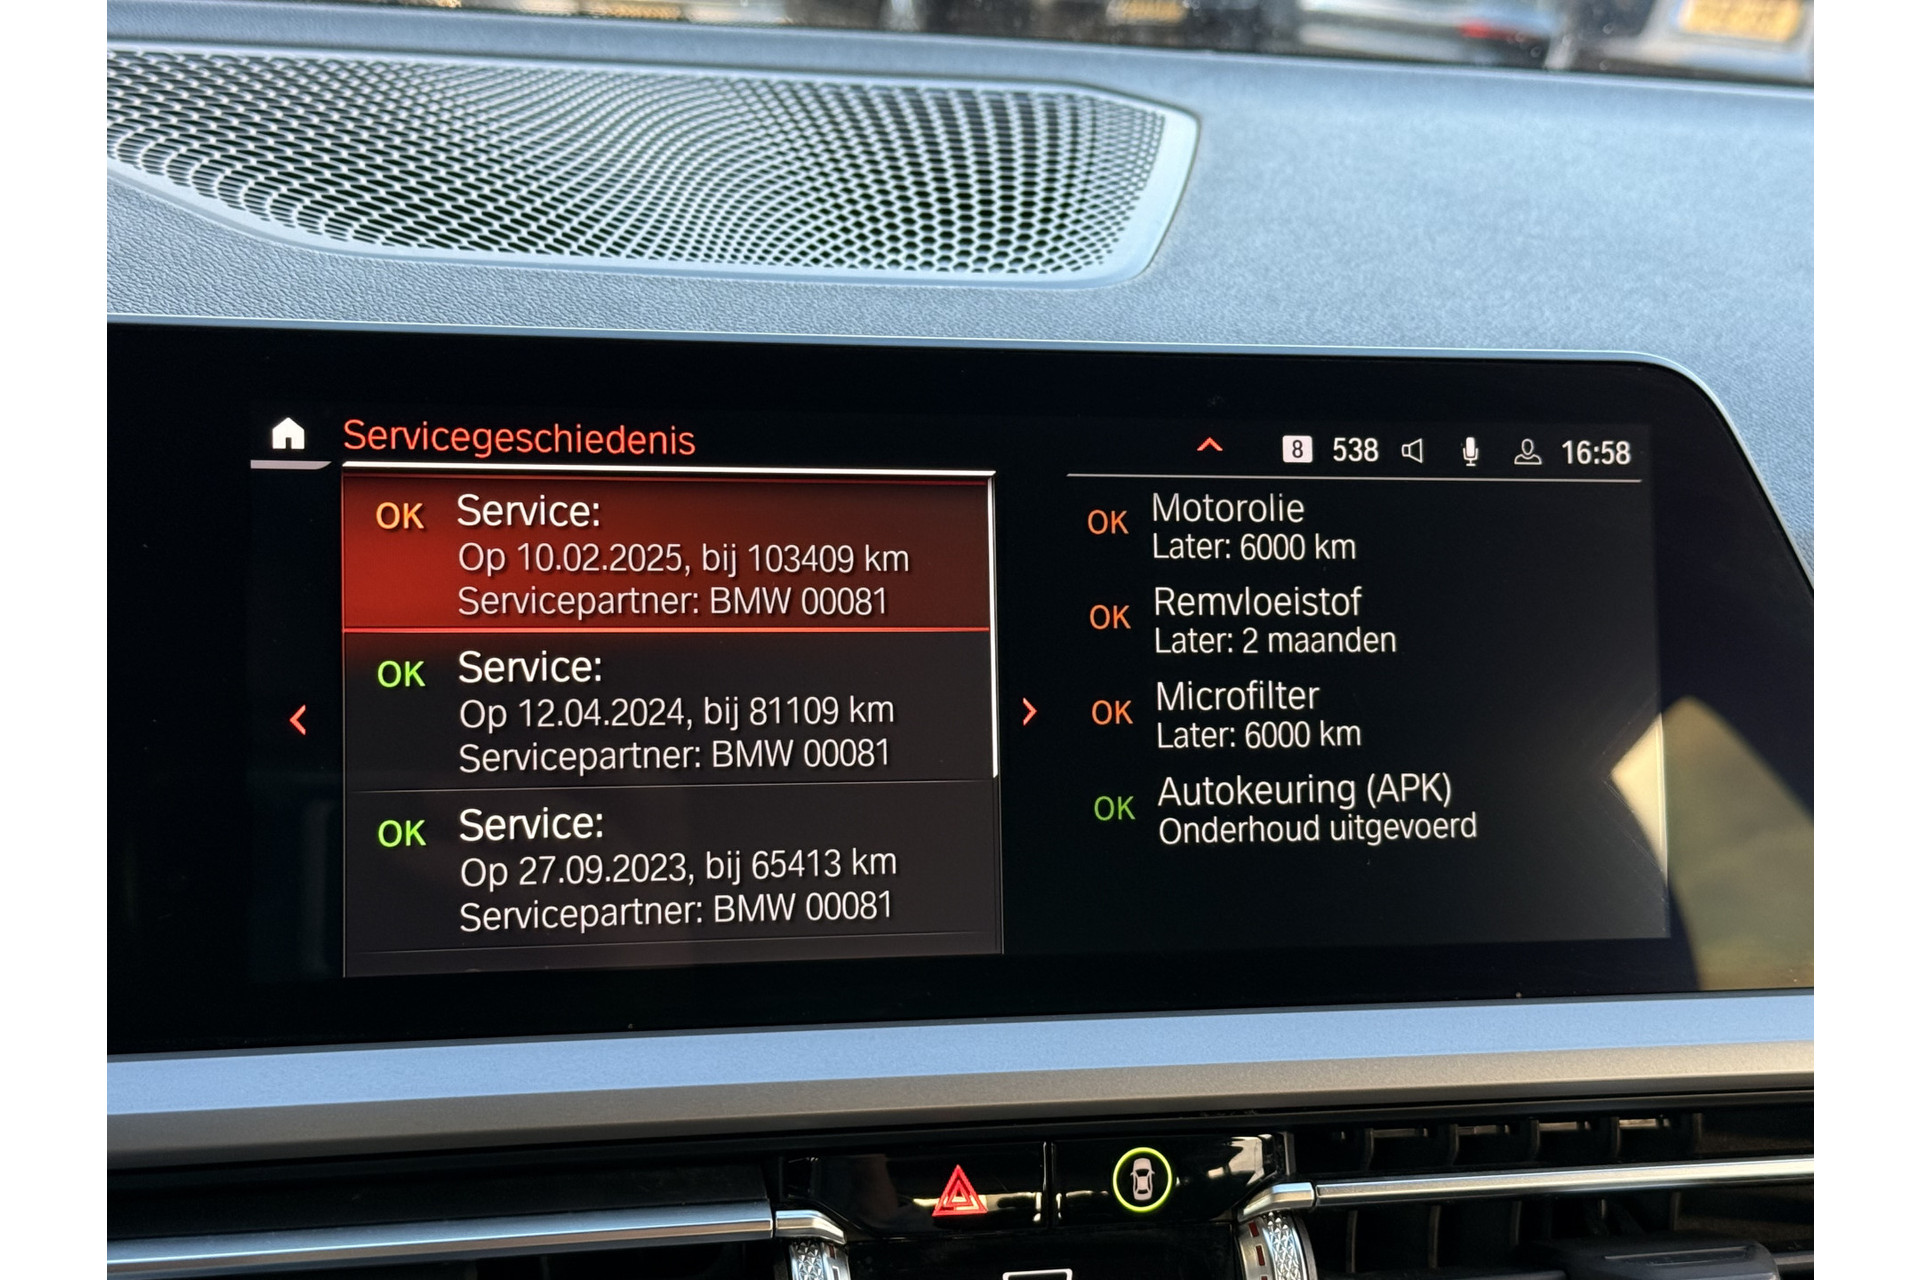 Servicegeschiedenis
8 538 16:58
OK Service:
Op 10.02.2025, bij 103409 km
Servicepartner: BMW 00081
OK Service:
Op 12.04.2024, bij 81109 km
Servicepartner: BMW 00081
OK Service:
Op 27.09.2023, bij 65413 km
Servicepartner: BMW 00081
OK Motorolie
Later: 6000 km
OK Remvloeistof
Later: 2 maanden
OK Microfilter
Later: 6000 km
OK Autokeuring (APK)
Onderhoud uitgevoerd